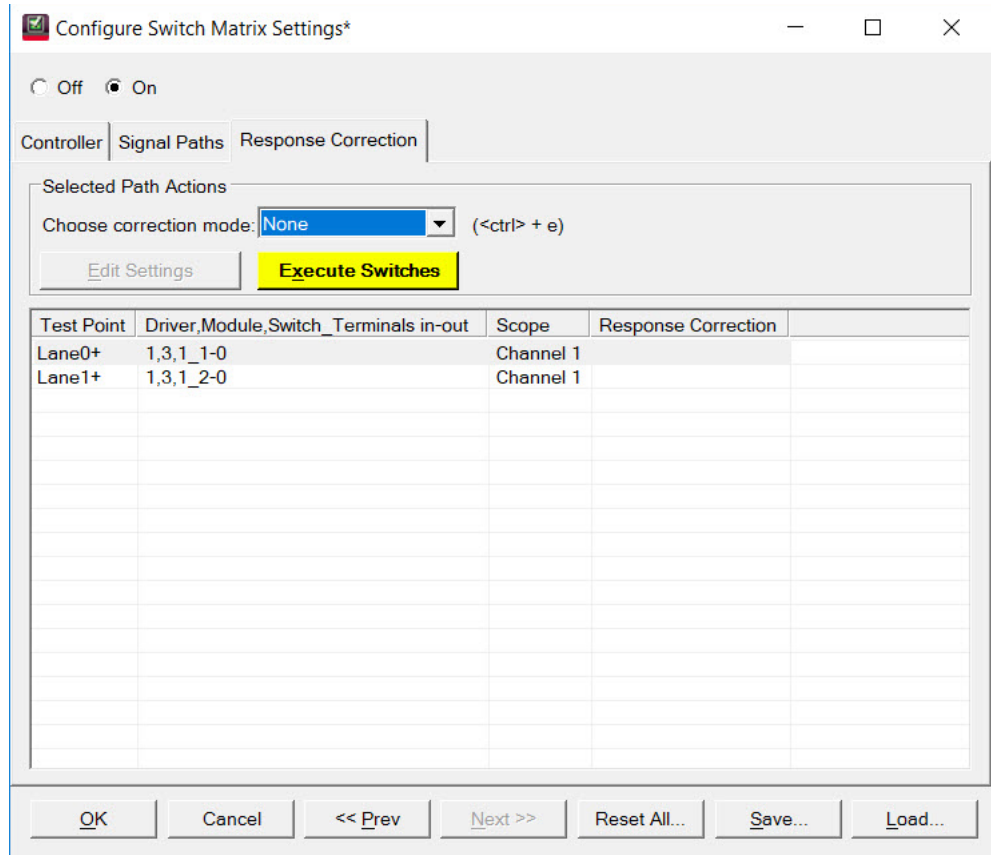 Configure Switch Matrix Settings*
Off On
Controller Signal Paths Response Correction
Selected Path Actions
Choose correction mode: None (<ctrl> + e)
Edit Settings Execute Switches
Test Point Driver,Module,Switch_Terminals in-out Scope Response Correction
Lane0+ 1,3,1_1-0 Channel 1
Lane1+ 1,3,1_2-0 Channel 1
OK Cancel << Prev Next >> Reset All... Save... Load...